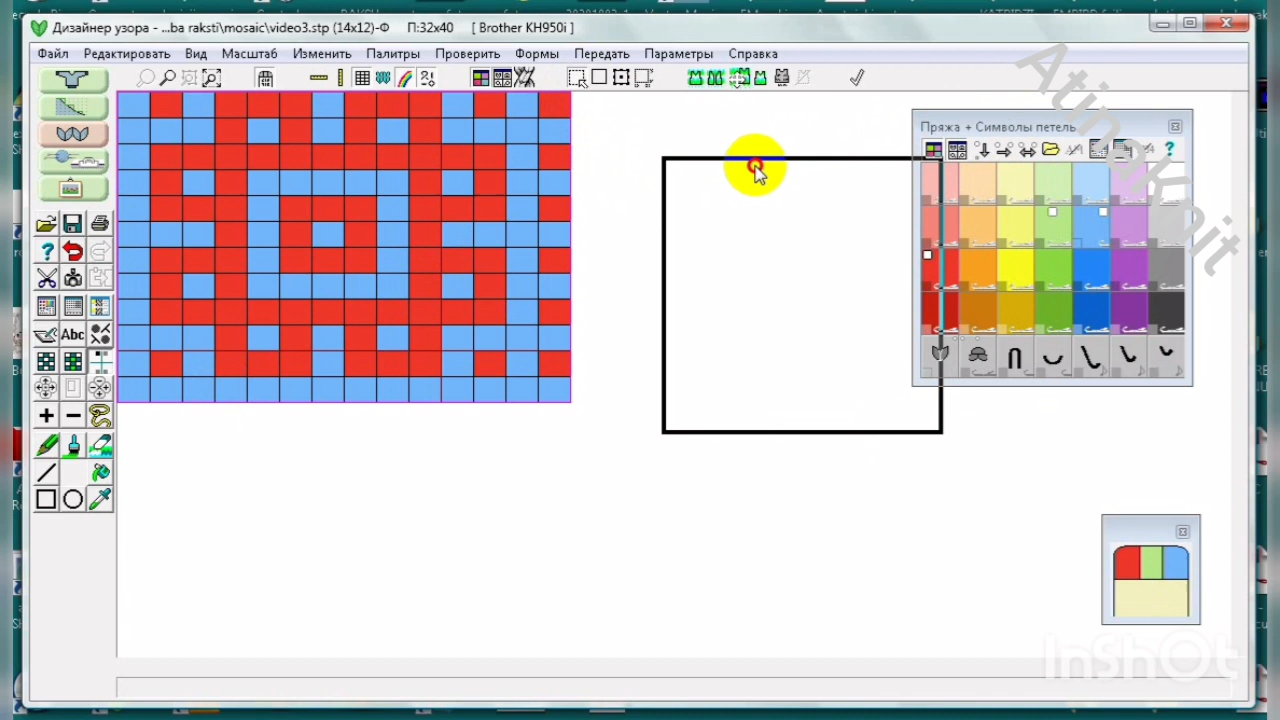 Дизайнер узора - ...ba raksti\mosaic\video3.stp (14x12)-Ф П:32x40 [ Brother KH950i ]
Файл Редактировать Вид Масштаб Изменить Палитры Проверить Формы Передать Параметры Справка
Пряжа + Символы петель
Abc
AtinaKnit
InShOt